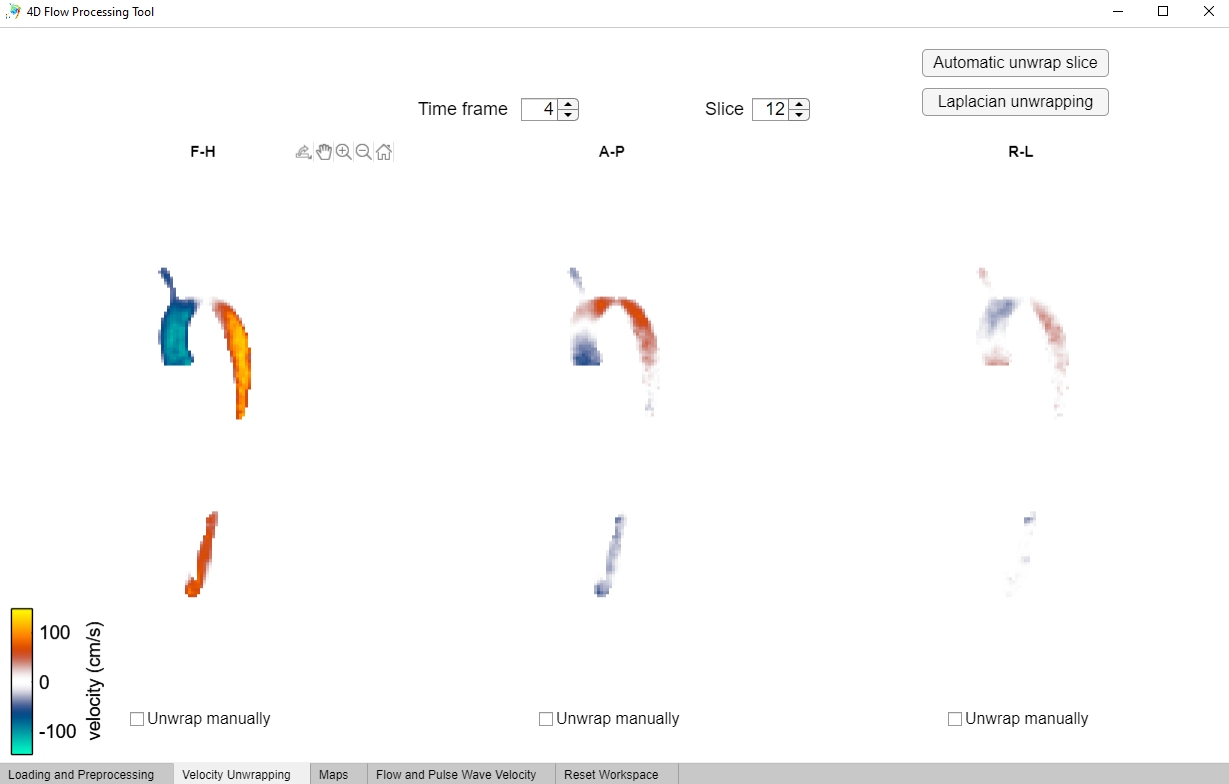 4D Flow Processing Tool
Automatic unwrap slice
Time frame 4 Slice 12
Laplacian unwrapping
F-H A-P R-L
100
0
-100
velocity (cm/s)
Unwrap manually Unwrap manually Unwrap manually
Loading and Preprocessing Velocity Unwrapping Maps Flow and Pulse Wave Velocity Reset Workspace